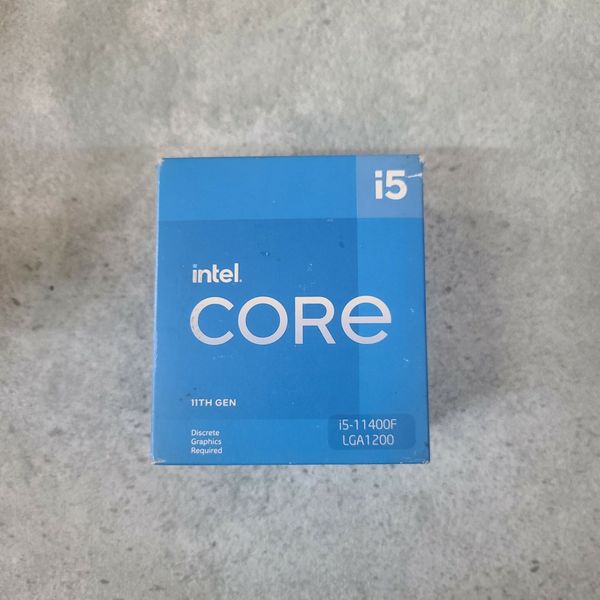 i5
intel.
CORE
11TH GEN
Discrete
Graphics
Required
i5-11400F
LGA1200